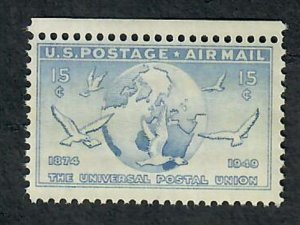 U.S. POSTAGE ★ AIR MAIL
15¢ 15¢
1874 1949
THE UNIVERSAL POSTAL UNION